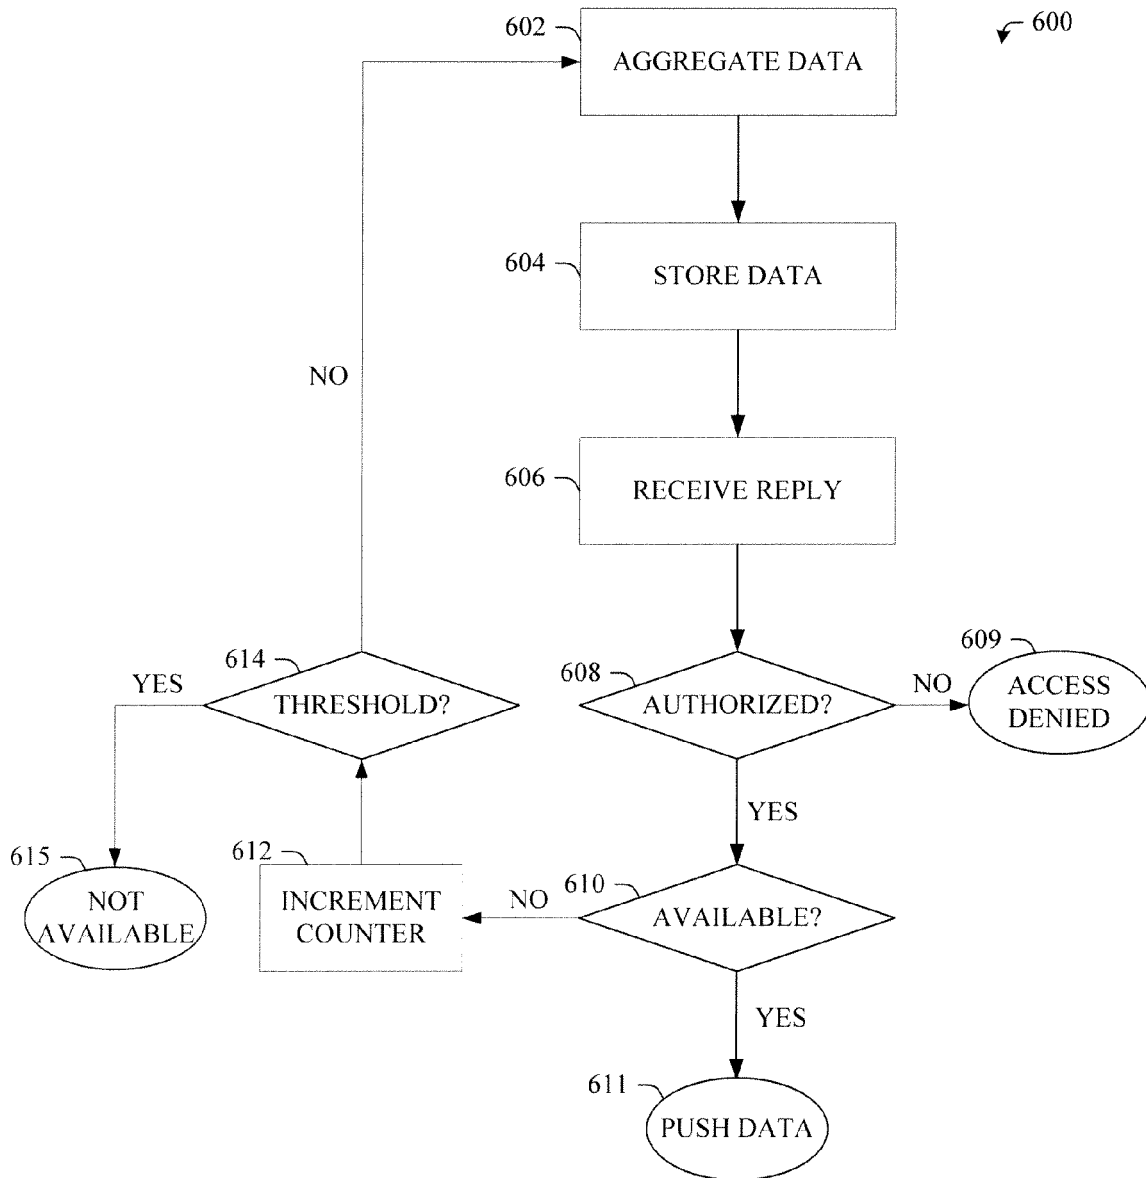 602
AGGREGATE DATA
600
604
STORE DATA
NO
606
RECEIVE REPLY
614
YES
THRESHOLD?
608
AUTHORIZED?
NO
609
ACCESS
DENIED
YES
615
NOT
AVAILABLE
612
INCREMENT
COUNTER
NO
610
AVAILABLE?
YES
611
PUSH DATA